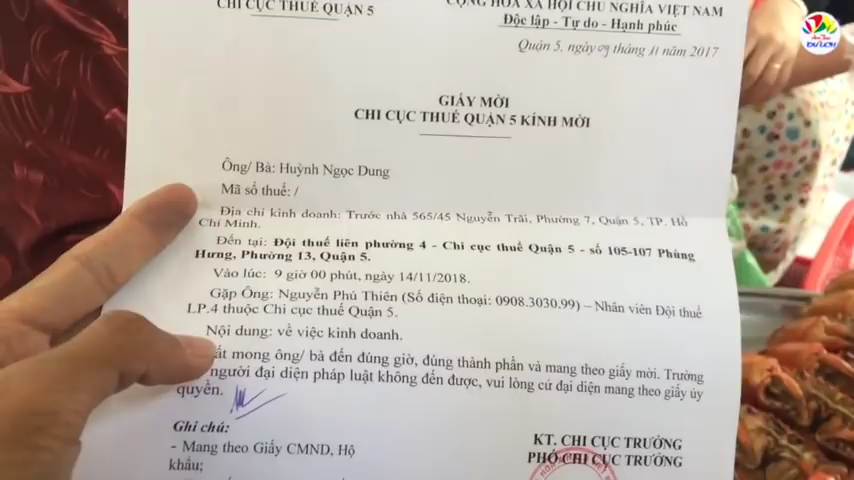 CHI CỤC THUẾ QUẬN 5
CỘNG HÒA XÃ HỘI CHỦ NGHĨA VIỆT NAM
Độc lập - Tự do - Hạnh phúc
Quận 5, ngày 09 tháng 11 năm 2017
GIẤY MỜI
CHI CỤC THUẾ QUẬN 5 KÍNH MỜI
Ông/ Bà: Huỳnh Ngọc Dung
Mã số thuế: /
Địa chỉ kinh doanh: Trước nhà 565/45 Nguyễn Trãi, Phường 7, Quận 5, TP. Hồ
Chí Minh.
Đến tại: Đội thuế liên phường 4 - Chi cục thuế Quận 5 - số 105-107 Phùng
Hưng, Phường 13, Quận 5.
Vào lúc: 9 giờ 00 phút, ngày 14/11/2018.
Gặp Ông: Nguyễn Phú Thiên (Số điện thoại: 0908.3030.99) – Nhân viên Đội thuế
LP.4 thuộc Chi cục thuế Quận 5.
Nội dung: về việc kinh doanh.
mong ông/ bà đến đúng giờ, đúng thành phần và mang theo giấy mời. Trường
người đại diện pháp luật không đến được, vui lòng cử đại diện mang theo giấy ủy
quyền.
Ghi chú:
- Mang theo Giấy CMND, Hộ
khẩu;
KT. CHI CỤC TRƯỞNG
PHÓ CHI CỤC TRƯỞNG